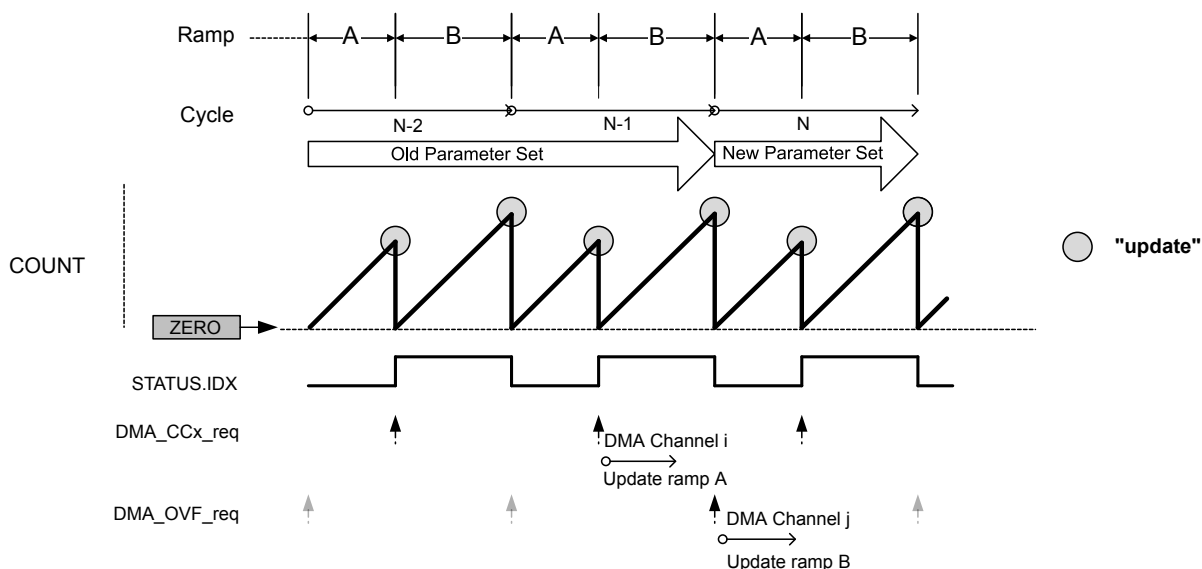 Ramp A B A B A B
Cycle
N-2 N-1 N
Old Parameter Set New Parameter Set
"update"
COUNT
ZERO
STATUS.IDX
DMA_CCx_req
DMA Channel i
Update ramp A
DMA_OVF_req
DMA Channel j
Update ramp B